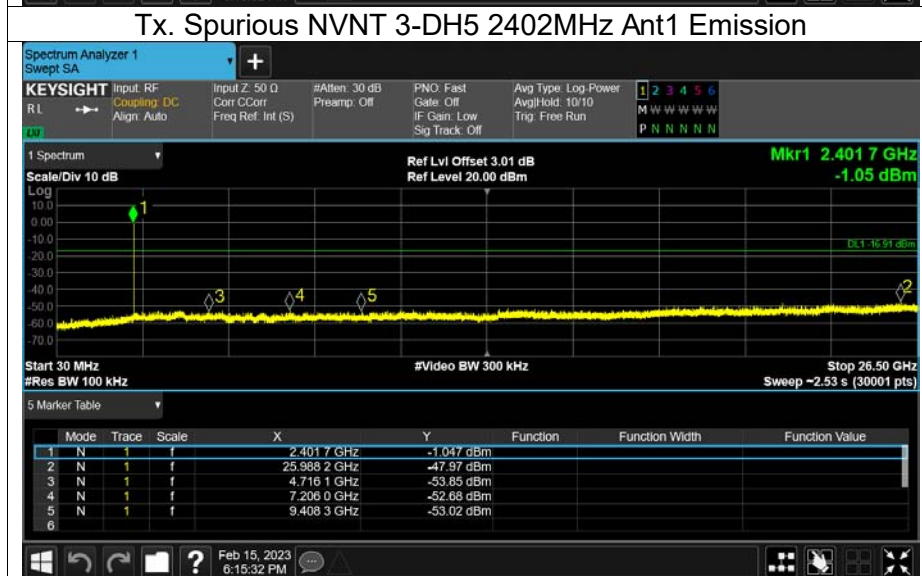 Tx. Spurious NVNT 3-DH5 2402MHz Ant1 Emission
Spectrum Analyzer 1
Swept SA
+
KEYSIGHT Input: RF Input Z: 50 Ω #Atten: 30 dB PNO: Fast Avg Type: Log-Power 1 2 3 4 5 6
RL Coupling: DC Corr CCorr Preamp: Off Gate: Off Avg|Hold: 10/10 M W W W W W
Align: Auto Freq Ref: Int (S) IF Gain: Low Trig: Free Run
Sig Track: Off P N N N N N
LXI
1 Spectrum Ref Lvl Offset 3.01 dB Mkr1 2.401 7 GHz
Scale/Div 10 dB Ref Level 20.00 dBm -1.05 dBm
Log
10.0
1
0.00
-10.0
DL1 -16.91 dBm
-20.0
-30.0
-40.0
3 4 5 2
-50.0
-60.0
-70.0
Start 30 MHz #Video BW 300 kHz Stop 26.50 GHz
#Res BW 100 kHz Sweep ~2.53 s (30001 pts)
5 Marker Table
Mode Trace Scale X Y Function Function Width Function Value
1 N 1 f 2.401 7 GHz -1.047 dBm
2 N 1 f 25.988 2 GHz -47.97 dBm
3 N 1 f 4.716 1 GHz -53.85 dBm
4 N 1 f 7.206 0 GHz -52.68 dBm
5 N 1 f 9.408 3 GHz -53.02 dBm
6
? Feb 15, 2023
6:15:32 PM